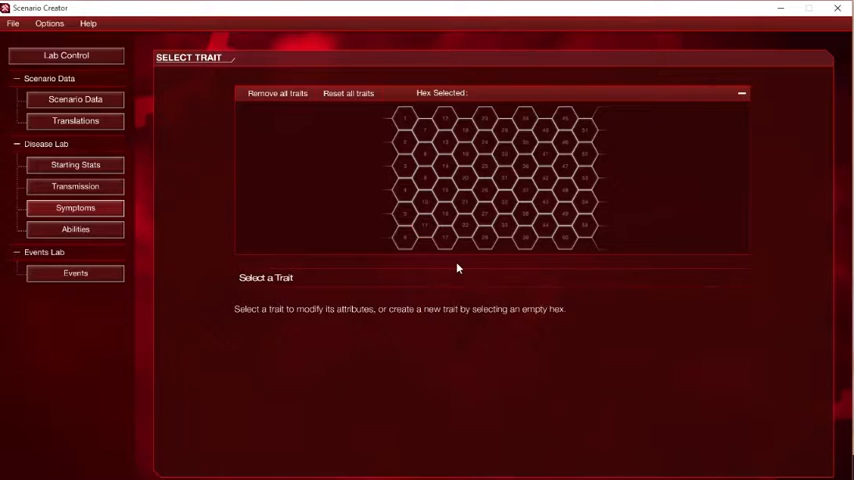 Scenario Creator
File Options Help
Lab Control
Scenario Data
Scenario Data
Translations
Disease Lab
Starting Stats
Transmission
Symptoms
Abilities
Events Lab
Events
SELECT TRAIT
Remove all traits Reset all traits Hex Selected:
Select a Trait
Select a trait to modify its attributes, or create a new trait by selecting an empty hex.